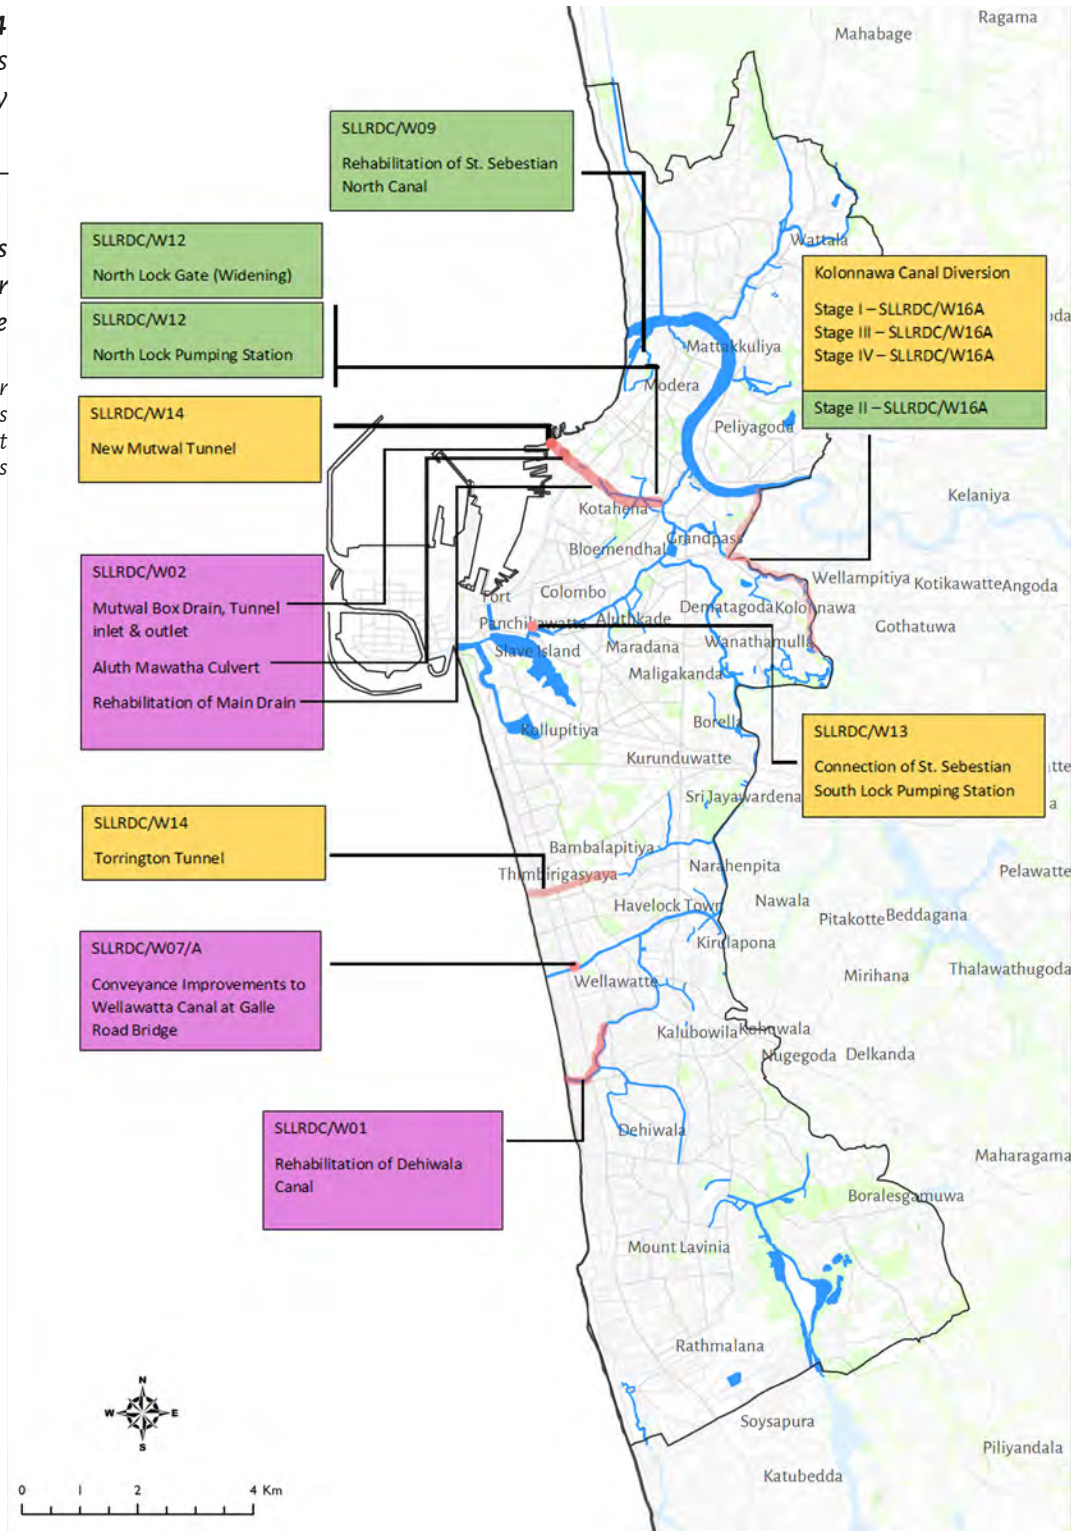 4
s
y
s
r
e
r
s
t
s
Ragama
Mahabage
SLLRDC/W09
Rehabilitation of St. Sebestian
North Canal
SLLRDC/W12
North Lock Gate (Widening)
SLLRDC/W12
North Lock Pumping Station
Wattala
Kolonnawa Canal Diversion
Stage I – SLLRDC/W16A
Stage III – SLLRDC/W16A
Stage IV – SLLRDC/W16A
Stage II – SLLRDC/W16A
oda
Mattakkuliya
Modera
Peliyagoda
SLLRDC/W14
New Mutwal Tunnel
Kelaniya
Kotahena
Grandpass
Bloemendhal
SLLRDC/W02
Mutwal Box Drain, Tunnel
inlet & outlet
Aluth Mawatha Culvert
Rehabilitation of Main Drain
Fort
Colombo
Wellampitiya
Kotikawatte
Angoda
Dematagoda
Kolonnawa
Panchikawatte
Aluthkade
Gothatuwa
Slave Island
Maradana
Wanathamulla
Maligakanda
Borella
Kollupitiya
Kurunduwatte
SLLRDC/W13
Connection of St. Sebestian
South Lock Pumping Station
tte
a
Sri Jayawardena
SLLRDC/W14
Torrington Tunnel
Bambalapitiya
Thimbirigasyaya
Narahenpita
Pelawatte
Havelock Town
Nawala
Pitakotte
Beddagana
SLLRDC/W07/A
Conveyance Improvements to
Wellawatta Canal at Galle
Road Bridge
Kirulapona
Wellawatte
Mirihana
Thalawathugoda
Kalubowila
Kohuwala
Nugegoda
Delkanda
SLLRDC/W01
Rehabilitation of Dehiwala
Canal
Dehiwala
Maharagama
Boralesgamuwa
Mount Lavinia
Rathmalana
N
W
E
S
Soysapura
Piliyandala
Katubedda
0 1 2 4 Km